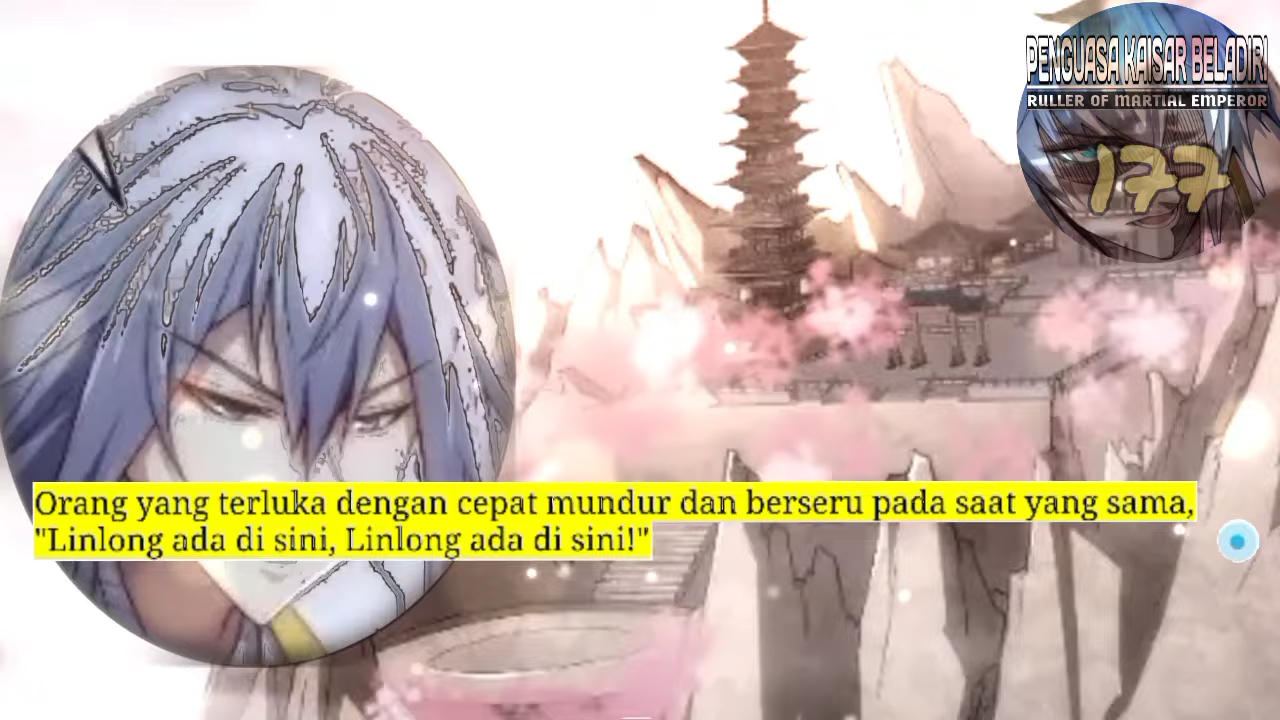 PENGUASA KAISAR BELADIRI
RULLER OF MARTIAL EMPEROR
177
Orang yang terluka dengan cepat mundur dan berseru pada saat yang sama,
"Linlong ada di sini, Linlong ada di sini!"